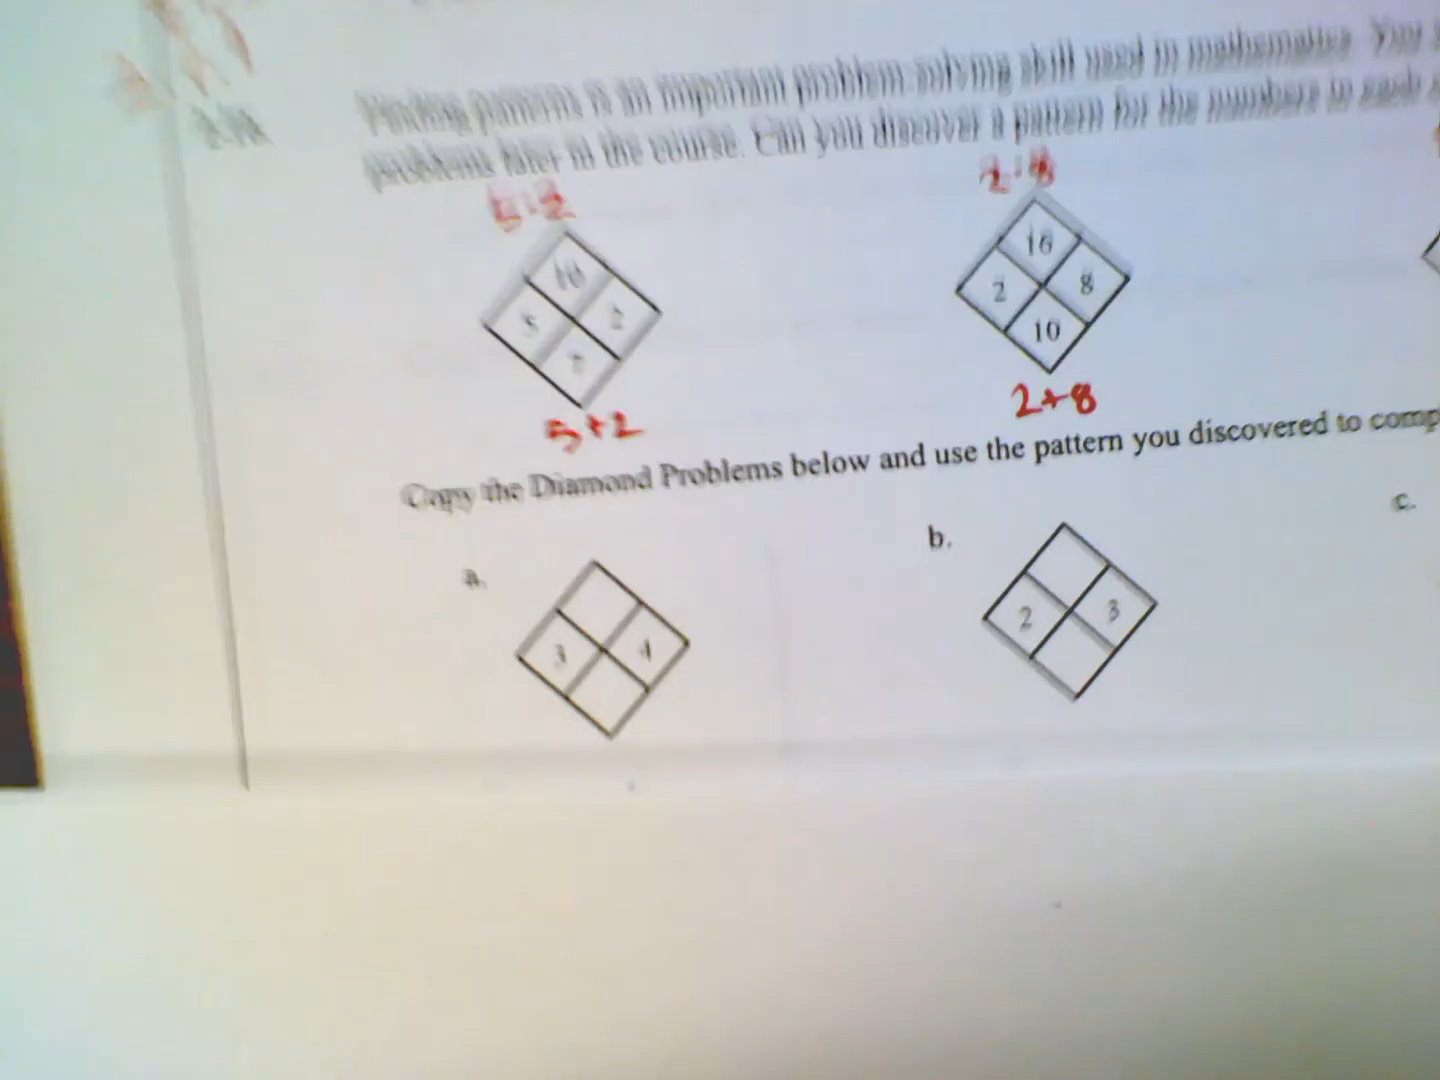 Finding patterns is an important problem solving skill used in mathematics. You
problems later in the course. Can you discover a pattern for the numbers in each
5·2
2·8
10
5
2
7
16
2
8
10
5+2
2+8
Copy the Diamond Problems below and use the pattern you discovered to comp
a.
b.
c.
3
4
2
3